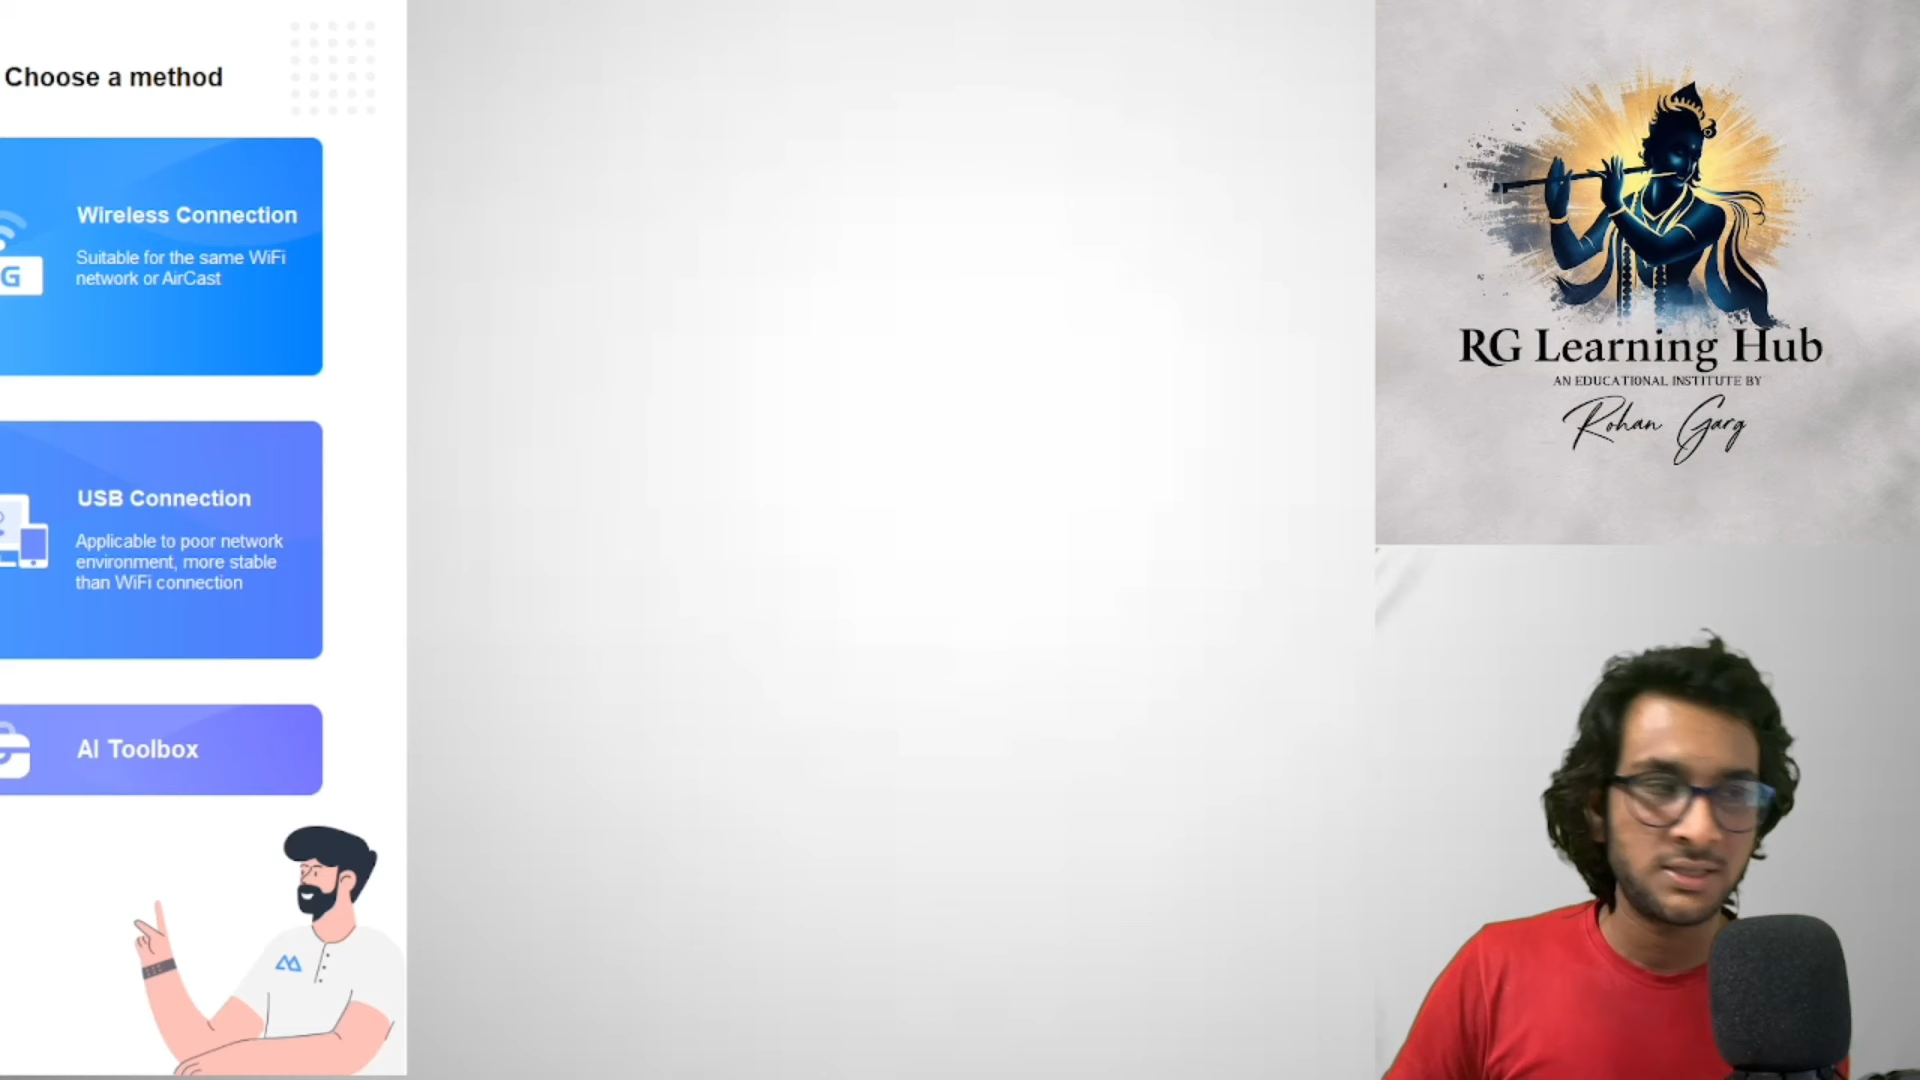 Choose a method
Wireless Connection
Suitable for the same WiFi
network or AirCast
G
USB Connection
Applicable to poor network
environment, more stable
than WiFi connection
AI Toolbox
RG Learning Hub
AN EDUCATIONAL INSTITUTE BY
Rohan Garg